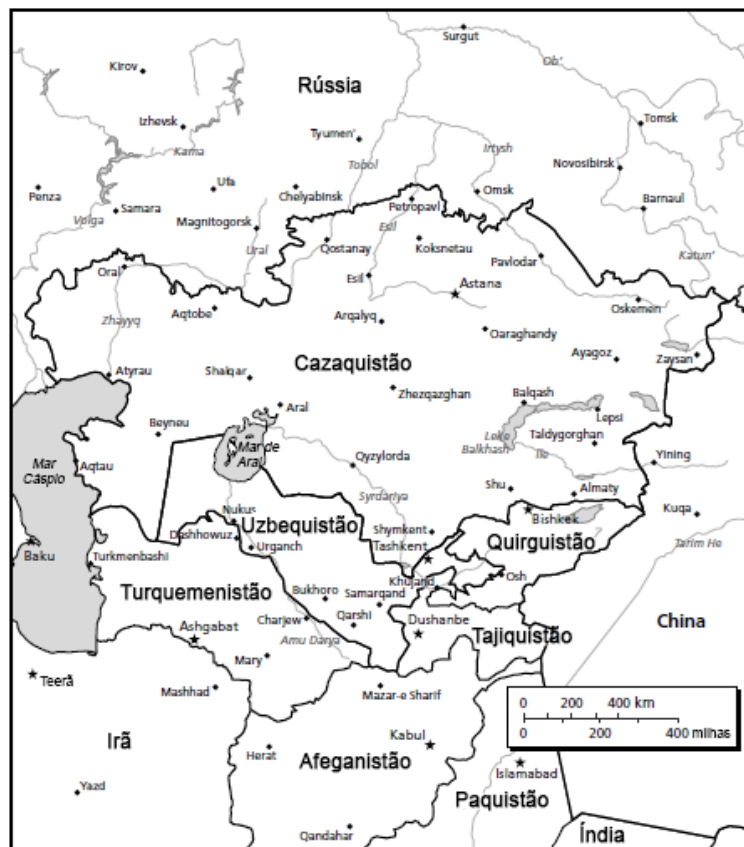 Surgut
Kirov
Ob'
Rússia
Izhevsk
Tomsk
Tyumen'
Kama
Irtysh
Tobol
Novosibirsk
Penza
Ufa
Chelyabinsk
Omsk
Samara
Petropavl
Barnaul
Volga
Magnitogorsk
Esil
Ural
Qostanay
Koksnetau
Pavlodar
Katun'
Oral
Esil
Astana
Zhayyq
Aqtobe
Arqalyq
Oskemen
Oaraghandy
Cazaquistão
Ayagoz
Zaysan
Atyrau
Shalqar
Zhezqazghan
Balqash
Aral
Lepsi
Beyneu
Mar de
Aral
Leke
Balkhash
Taldygorghan
Ile
Yining
Mar
Cáspio
Aqtau
Qyzylorda
Syrdariya
Shu
Almaty
Nukus
Bishkek
Kuqa
Uzbequistão
Dashhowuz
Urganch
Shymkent
Tashkent
Quirguistão
Tarim He
Baku
Turkmenbashi
Khujand
Osh
Turquemenistão
Bukhoro
Samarqand
Charjew
Qarshi
Dushanbe
Tajiquistão
China
Ashgabat
Amu Darya
Mary
Teerã
Mashhad
Mazar-e Sharif
0 200 400 km
0 200 400 milhas
Irã
Herat
Kabul
Afeganistão
Islamabad
Yazd
Paquistão
Qandahar
Índia